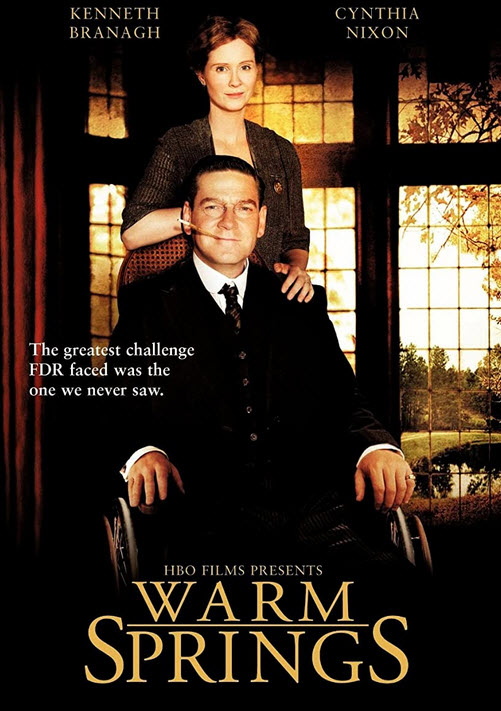 KENNETH
BRANAGH
CYNTHIA
NIXON
The greatest challenge
FDR faced was the
one we never saw.
HBO FILMS PRESENTS
WARM
SPRINGS